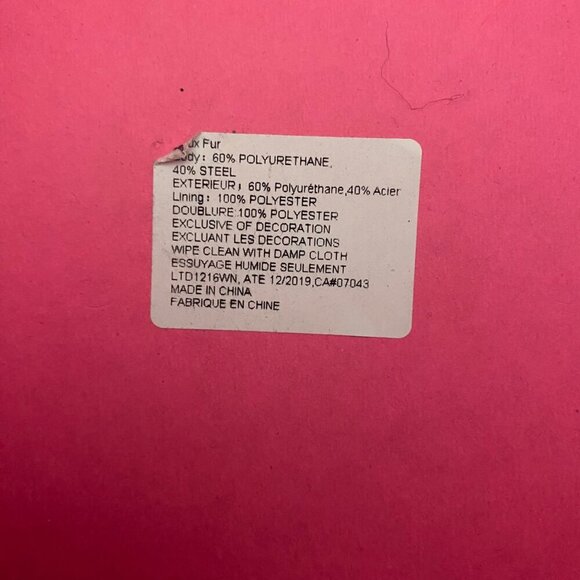 Fur
60% POLYURETHANE,
40% STEEL
EXTERIEUR: 60% Polyuréthane,40% Acier
Lining: 100% POLYESTER
DOUBLURE:100% POLYESTER
EXCLUSIVE OF DECORATION
EXCLUANT LES DECORATIONS
WIPE CLEAN WITH DAMP CLOTH
ESSUYAGE HUMIDE SEULEMENT
LTD1216WN, ATE 12/2019,CA#07043
MADE IN CHINA
FABRIQUE EN CHINE